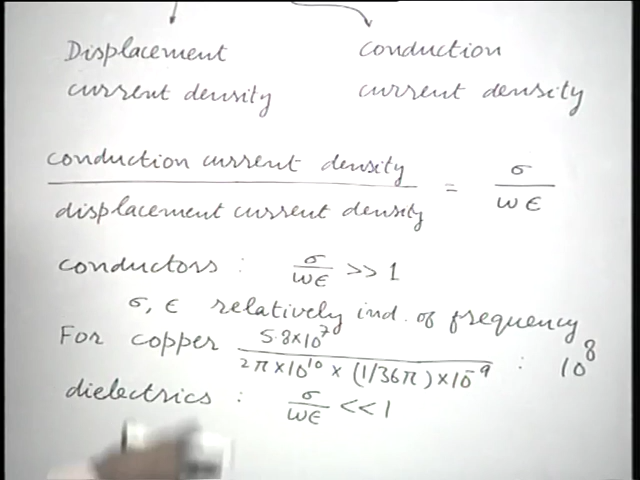 Displacement conduction
current density current density
conduction current density / displacement current density = σ / ωϵ
conductors : σ/ωϵ >> 1
σ, ϵ relatively ind. of frequency
For copper 5.8×10^7 / 2π×10^10 × (1/36π)×10^-9 : 10^8
dielectrics : σ/ωϵ << 1